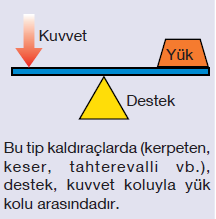 Kuvvet
Yük
Destek
Bu tip kaldıraçlarda (kerpeten,
keser, tahterevalli vb.),
destek, kuvvet koluyla yük
kolu arasındadır.